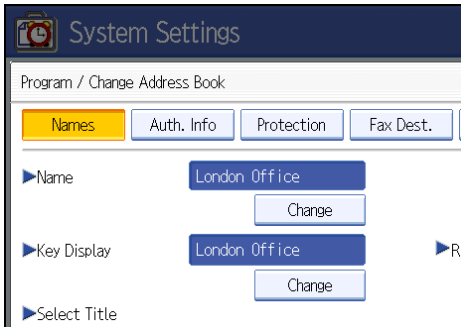 System Settings
Program / Change Address Book
Names Auth. Info Protection Fax Dest.
▶Name London Office
Change
▶Key Display London Office ▶R
Change
▶Select Title